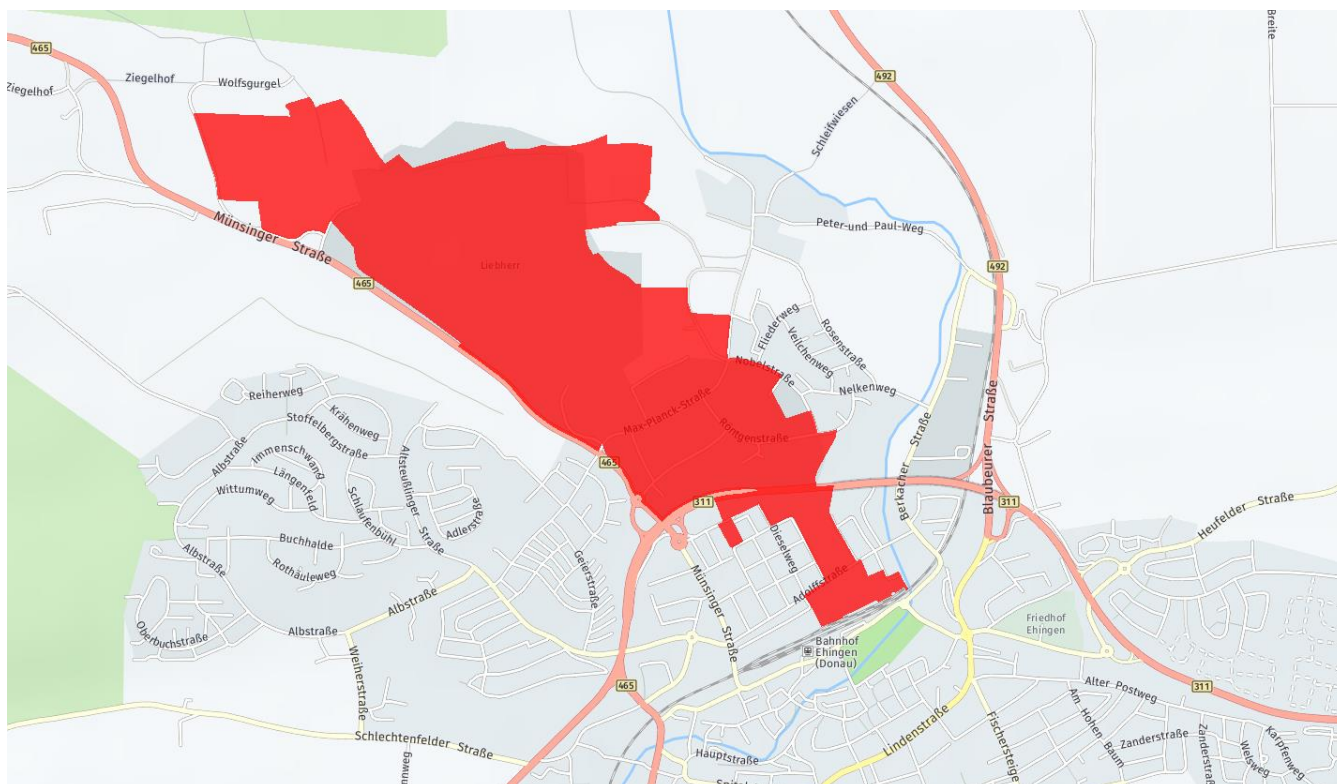 465
Ziegelhof
Wolfsgurgel
Ziegelhof
492
Breite
Schleifwiesen
Münsinger Straße
Peter-und Paul-Weg
Liebherr
465
492
Fliederweg
Veilchenweg
Rosenstraße
Nobelstraße
Nelkenweg
Reiherweg
Krähenweg
Stoffelbergstraße
Max-Planck-Straße
Röntgenstraße
Albstraße
Immenschwang
Längenfeld
Altsteußlinger Straße
Berkacher Straße
Blaubeurer Straße
465
Wittumweg
Schlaufenbühl
Adlerstraße
311
311
Heufelder Straße
Buchhalde
Dieselweg
Albstraße
Rothäuleweg
Geierstraße
Adolffstraße
Albstraße
Münsinger Straße
Oberbuchstraße
Albstraße
Friedhof
Ehingen
Bahnhof
Ehingen
(Donau)
Weiherstraße
465
Alter Postweg
311
Am Hohen Baum
Fischersteige
Lindenstraße
Schlechtenfelder Straße
Hauptstraße
Zanderstraße
Zanderstraß
Welsweg
Karpfenweg
nnweg